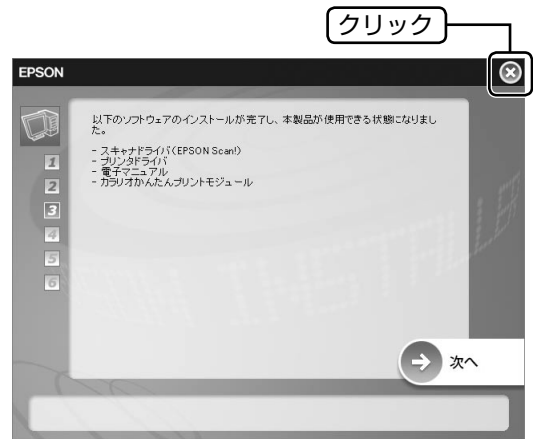 クリック
EPSON
以下のソフトウェアのインストールが完了し、本製品が使用できる状態になりまし
た。
- スキャナドライバ(EPSON Scan!)
- プリンタドライバ
- 電子マニュアル
- カラリオかんたんプリントモジュール
1
2
3
4
5
6
次へ